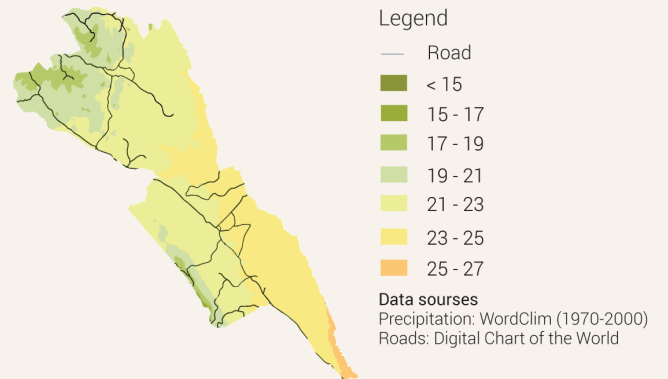 Legend
Road
< 15
15 - 17
17 - 19
19 - 21
21 - 23
23 - 25
25 - 27
Data sourses
Precipitation: WordClim (1970-2000)
Roads: Digital Chart of the World